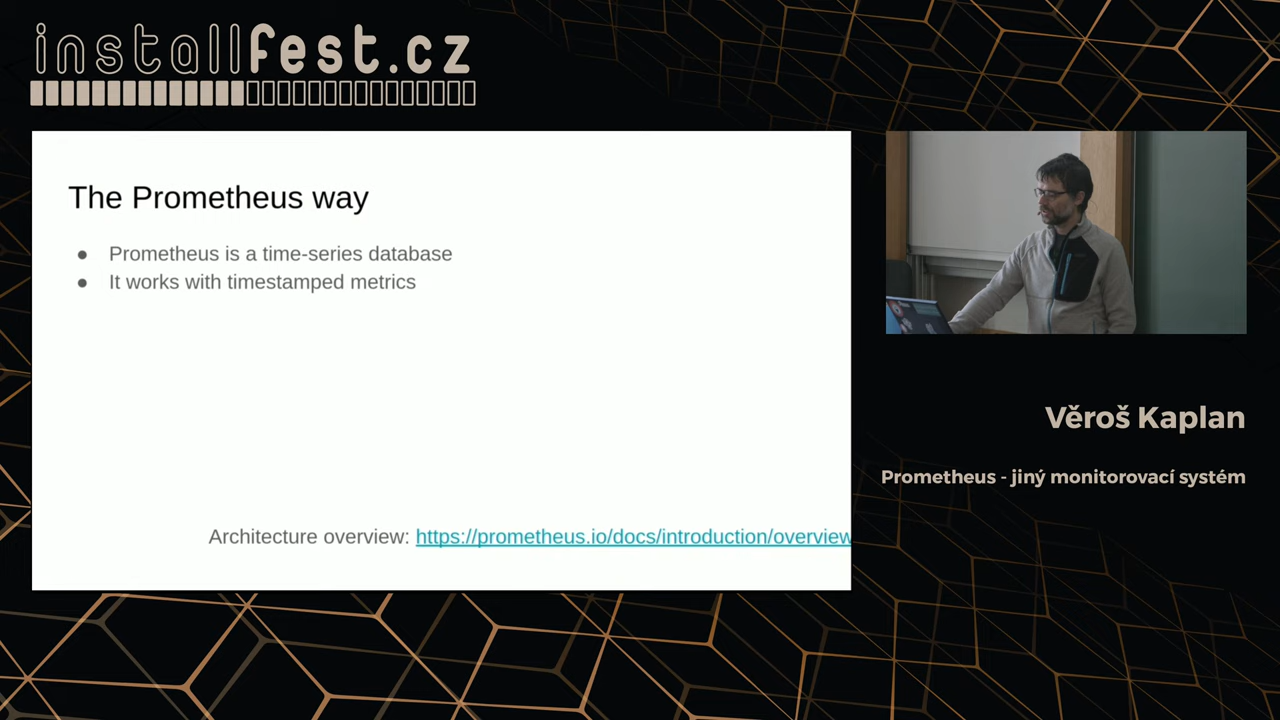 installfest.cz
The Prometheus way
● Prometheus is a time-series database
● It works with timestamped metrics
Architecture overview: https://prometheus.io/docs/introduction/overview
Věroš Kaplan
Prometheus - jiný monitorovací systém